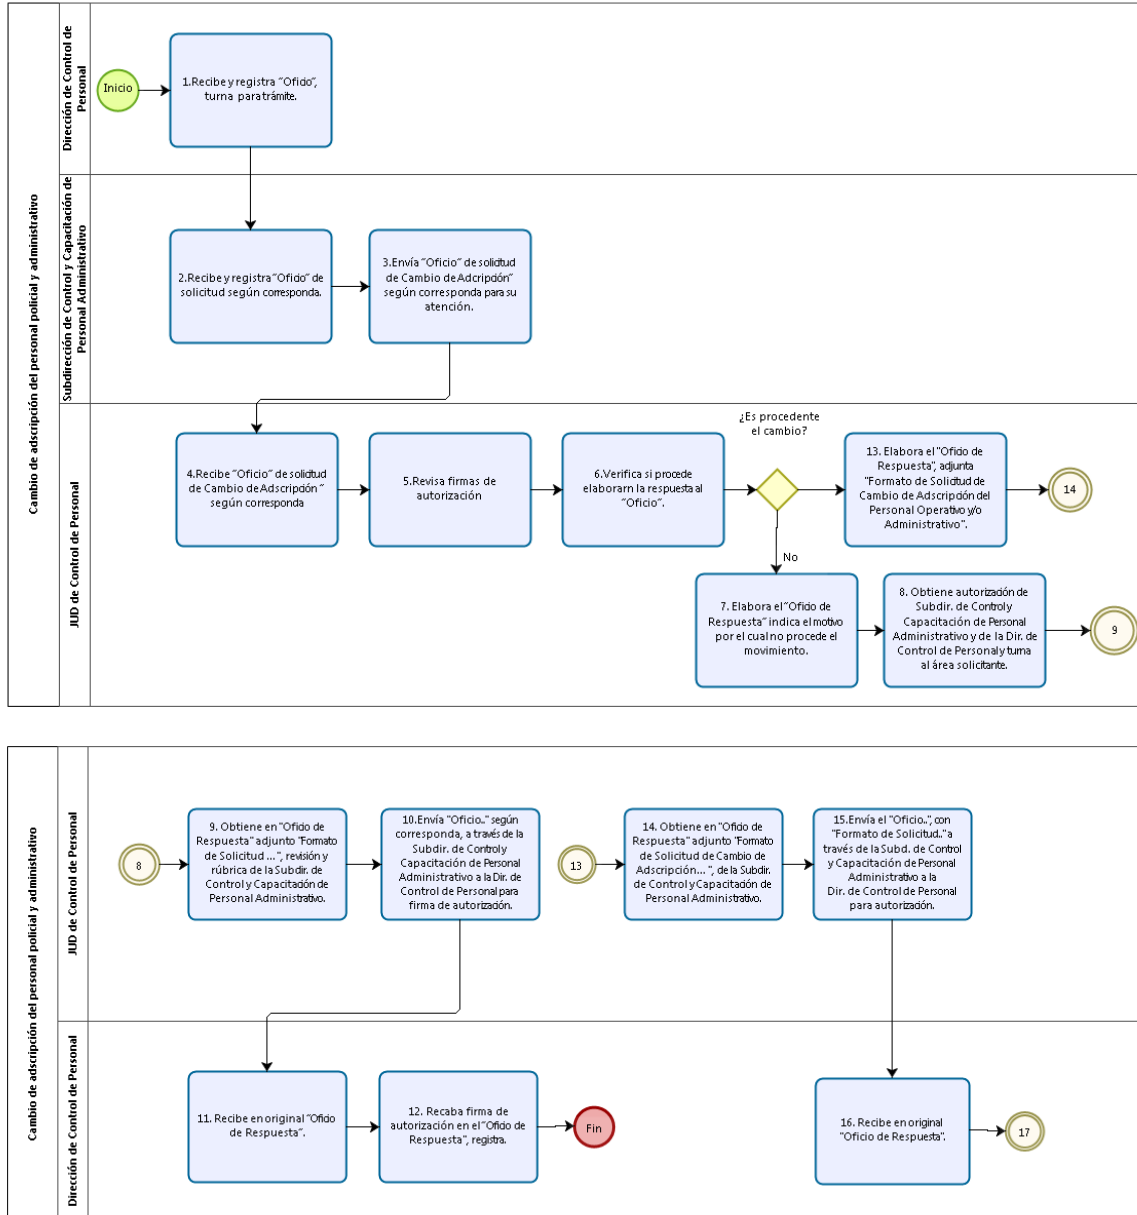 Cambio de adscripción del personal policial y administrativo
Dirección de Control de
Personal
Inicio
1.Recibe y registra "Oficio",
turna para trámite.
Subdirección de Control y Capacitación de
Personal Administrativo
2.Recibe y registra "Oficio" de
solicitud según corresponda.
3.Envía "Oficio" de solicitud
de Cambio de Adcripción"
según corresponda para su
atención.
JUD de Control de Personal
4.Recibe "Oficio" de solicitud
de Cambio de Adscripción "
según corresponda
5.Revisa firmas de
autorización
6.Verifica si procede
elaborarn la respuesta al
"Oficio".
¿Es procedente
el cambio?
13. Elabora el "Oficio de
Respuesta", adjunta
"Formato de Solicitud de
Cambio de Adscripción del
Personal Operativo y/o
Administrativo".
14
No
7. Elabora el "Oficio de
Respuesta" indica el motivo
por el cual no procede el
movimiento.
8. Obtiene autorización de
Subdir. de Control y
Capacitación de Personal
Administrativo y de la Dir. de
Control de Personal y turna
al área solicitante.
9
Cambio de adscripción del personal policial y administrativo
JUD de Control de Personal
8
9. Obtiene en "Oficio de
Respuesta" adjunto "Formato
de Solicitud ... ", revisión y
rúbrica de la Subdir. de
Control y Capacitación de
Personal Administrativo.
10.Envía "Oficio.." según
corresponda, a través de la
Subdir. de Control y
Capacitación de Personal
Administrativo a la Dir. de
Control de Personal para
firma de autorización.
13
14. Obtiene en "Oficio de
Respuesta" adjunto "Formato
de Solicitud de Cambio de
Adscripción... ", de la Subdir.
de Control y Capacitación de
Personal Administrativo.
15.Envía el "Oficio..", con
"Formato de Solicitud.." a
través de la Subd. de Control
y Capacitación de Personal
Administrativo a la
Dir. de Control de Personal
para autorización.
Dirección de Control de Personal
11. Recibe en original "Oficio
de Respuesta".
12. Recaba firma de
autorización en el "Oficio de
Respuesta", registra.
Fin
16. Recibe en original
"Oficio de Respuesta".
17